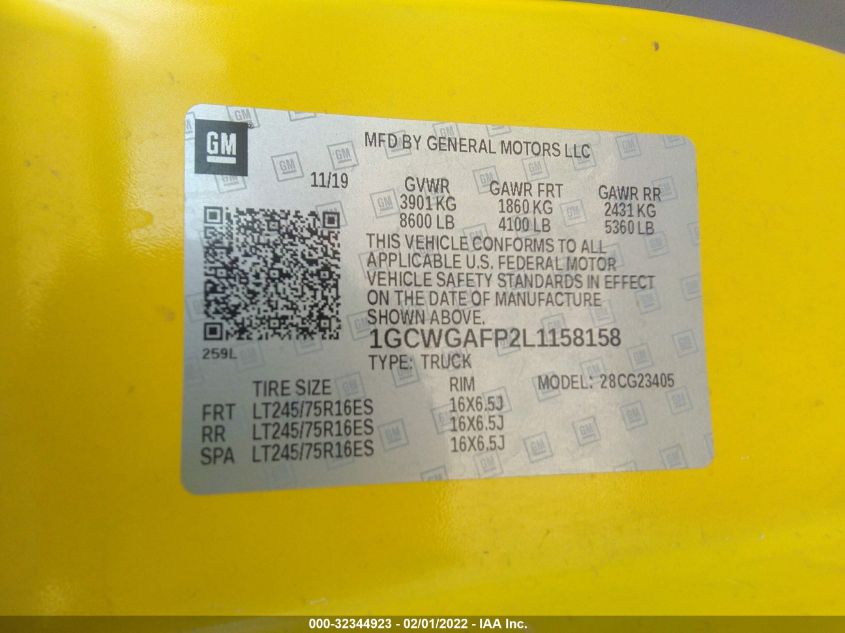 GM
MFD BY GENERAL MOTORS LLC
11/19
GVWR GAWR FRT GAWR RR
3901 KG 1860 KG 2431 KG
8600 LB 4100 LB 5360 LB
THIS VEHICLE CONFORMS TO ALL
APPLICABLE U.S. FEDERAL MOTOR
VEHICLE SAFETY STANDARDS IN EFFECT
ON THE DATE OF MANUFACTURE
SHOWN ABOVE.
1GCWGAFP2L1158158
259L
TYPE: TRUCK
TIRE SIZE RIM MODEL: 28CG23405
FRT LT245/75R16ES 16X6.5J
RR LT245/75R16ES 16X6.5J
SPA LT245/75R16ES 16X6.5J
000-32344923 - 02/01/2022 - IAA Inc.